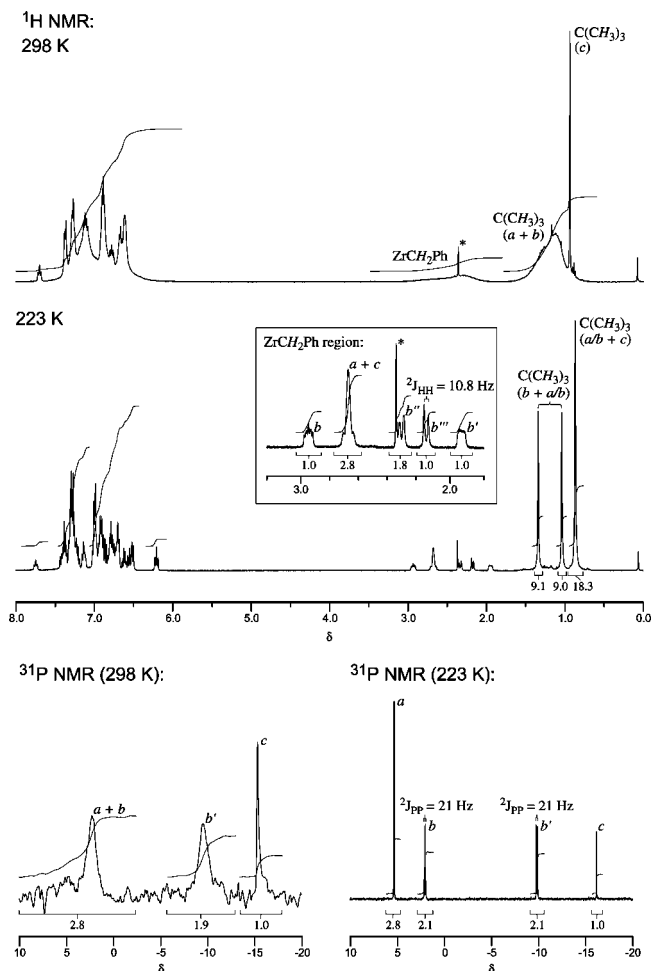 ¹H NMR:
298 K
C(CH₃)₃
(c)
C(CH₃)₃
(a + b)
ZrCH₂Ph
*
223 K
C(CH₃)₃
(a/b + c)
C(CH₃)₃
(b + a/b)
ZrCH₂Ph region:
*
a + c
²J_HH = 10.8 Hz
b
b''
b'''
b'
1.0 2.8 1.8 1.0 1.0
3.0 2.0
9.1 9.0 18.3
8.0 7.0 6.0 5.0 4.0 3.0 2.0 1.0 0.0
δ
³¹P NMR (298 K):
c
a + b
b'
2.8 1.9 1.0
10 5 0 -5 -10 -15 -20
δ
³¹P NMR (223 K):
a
²J_PP = 21 Hz ²J_PP = 21 Hz
b b' c
2.8 2.1 2.1 1.0
10 5 0 -5 -10 -15 -20
δ